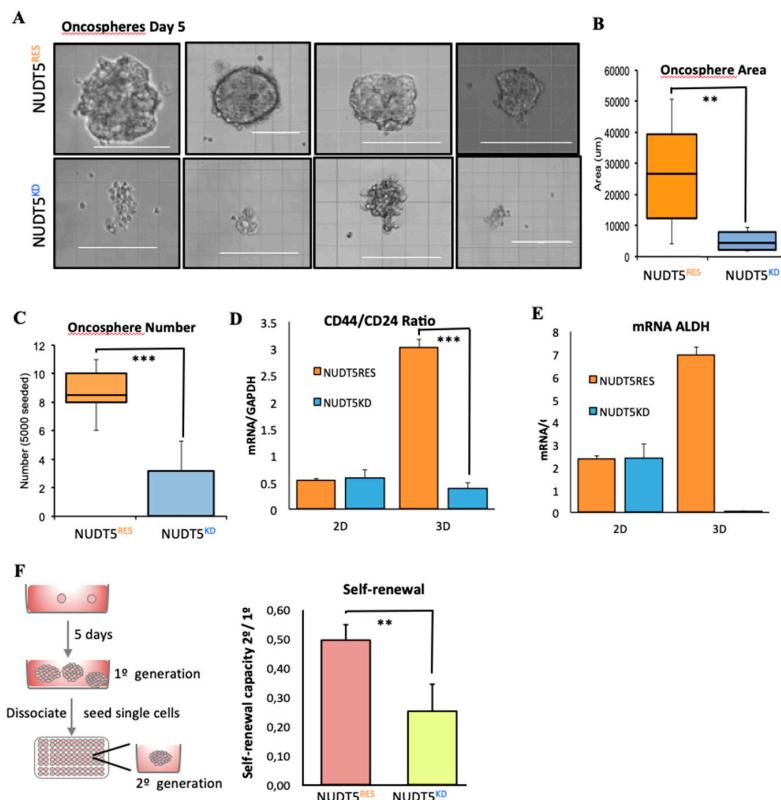 A
Oncospheres Day 5
NUDT5RES
NUDT5KD
B
Oncosphere Area
**
60000
50000
40000
30000
20000
10000
0
Area (um)
NUDT5RES
NUDT5KD
C
Oncosphere Number
***
12
10
8
6
4
2
0
Number (5000 seeded)
NUDT5RES
NUDT5KD
D
CD44/CD24 Ratio
***
3.5
3
2.5
2
1.5
1
0.5
0
mRNA/GAPDH
NUDT5RES
NUDT5KD
2D
3D
E
mRNA ALDH
8
7
6
5
4
3
2
1
0
NUDT5RES
NUDT5KD
2D
3D
F
5 days
1º generation
Dissociate seed single cells
2º generation
Self-renewal
**
0,60
0,50
0,40
0,30
0,20
0,10
0,00
Self-renewal capacity 2º/ 1º
NUDT5RES
NUDT5KD